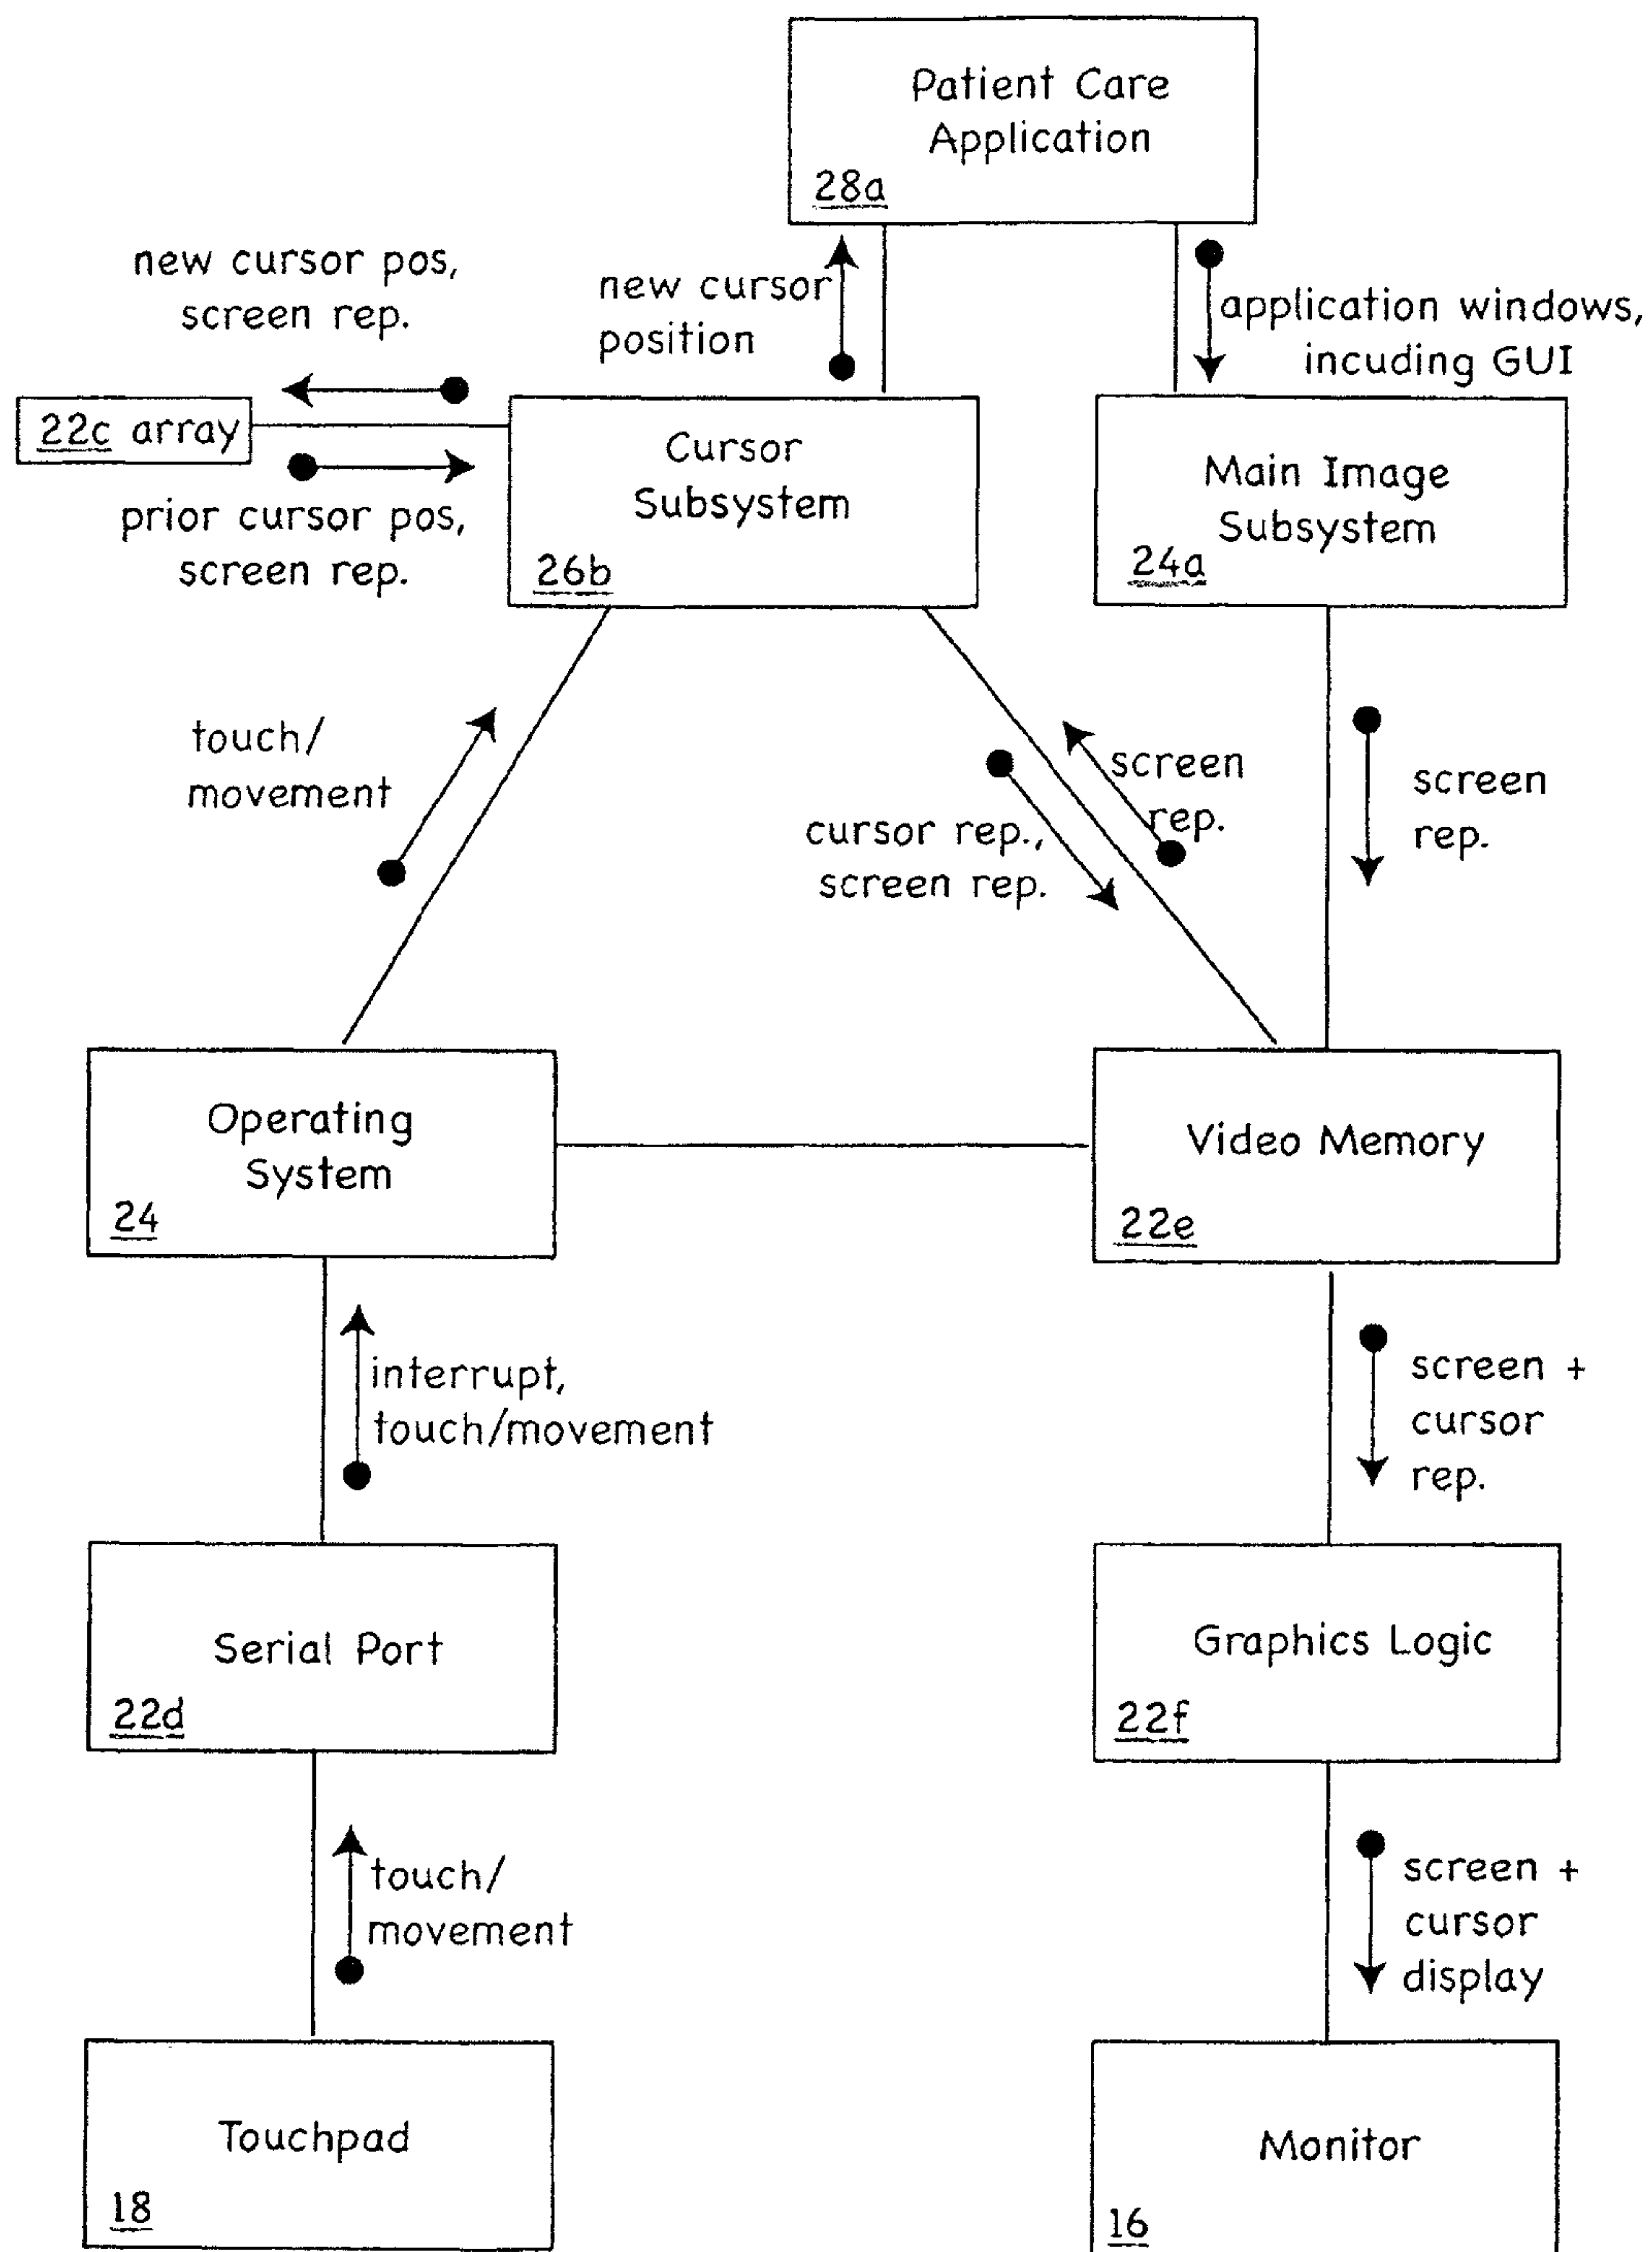 Patient Care
Application
28a
new cursor pos,
screen rep.
new cursor
position
application windows,
incuding GUI
22c array
prior cursor pos,
screen rep.
Cursor
Subsystem
26b
Main Image
Subsystem
24a
touch/
movement
cursor rep.,
screen rep.
screen
rep.
screen
rep.
Operating
System
24
Video Memory
22e
interrupt,
touch/movement
screen +
cursor
rep.
Serial Port
22d
Graphics Logic
22f
touch/
movement
screen +
cursor
display
Touchpad
18
Monitor
16